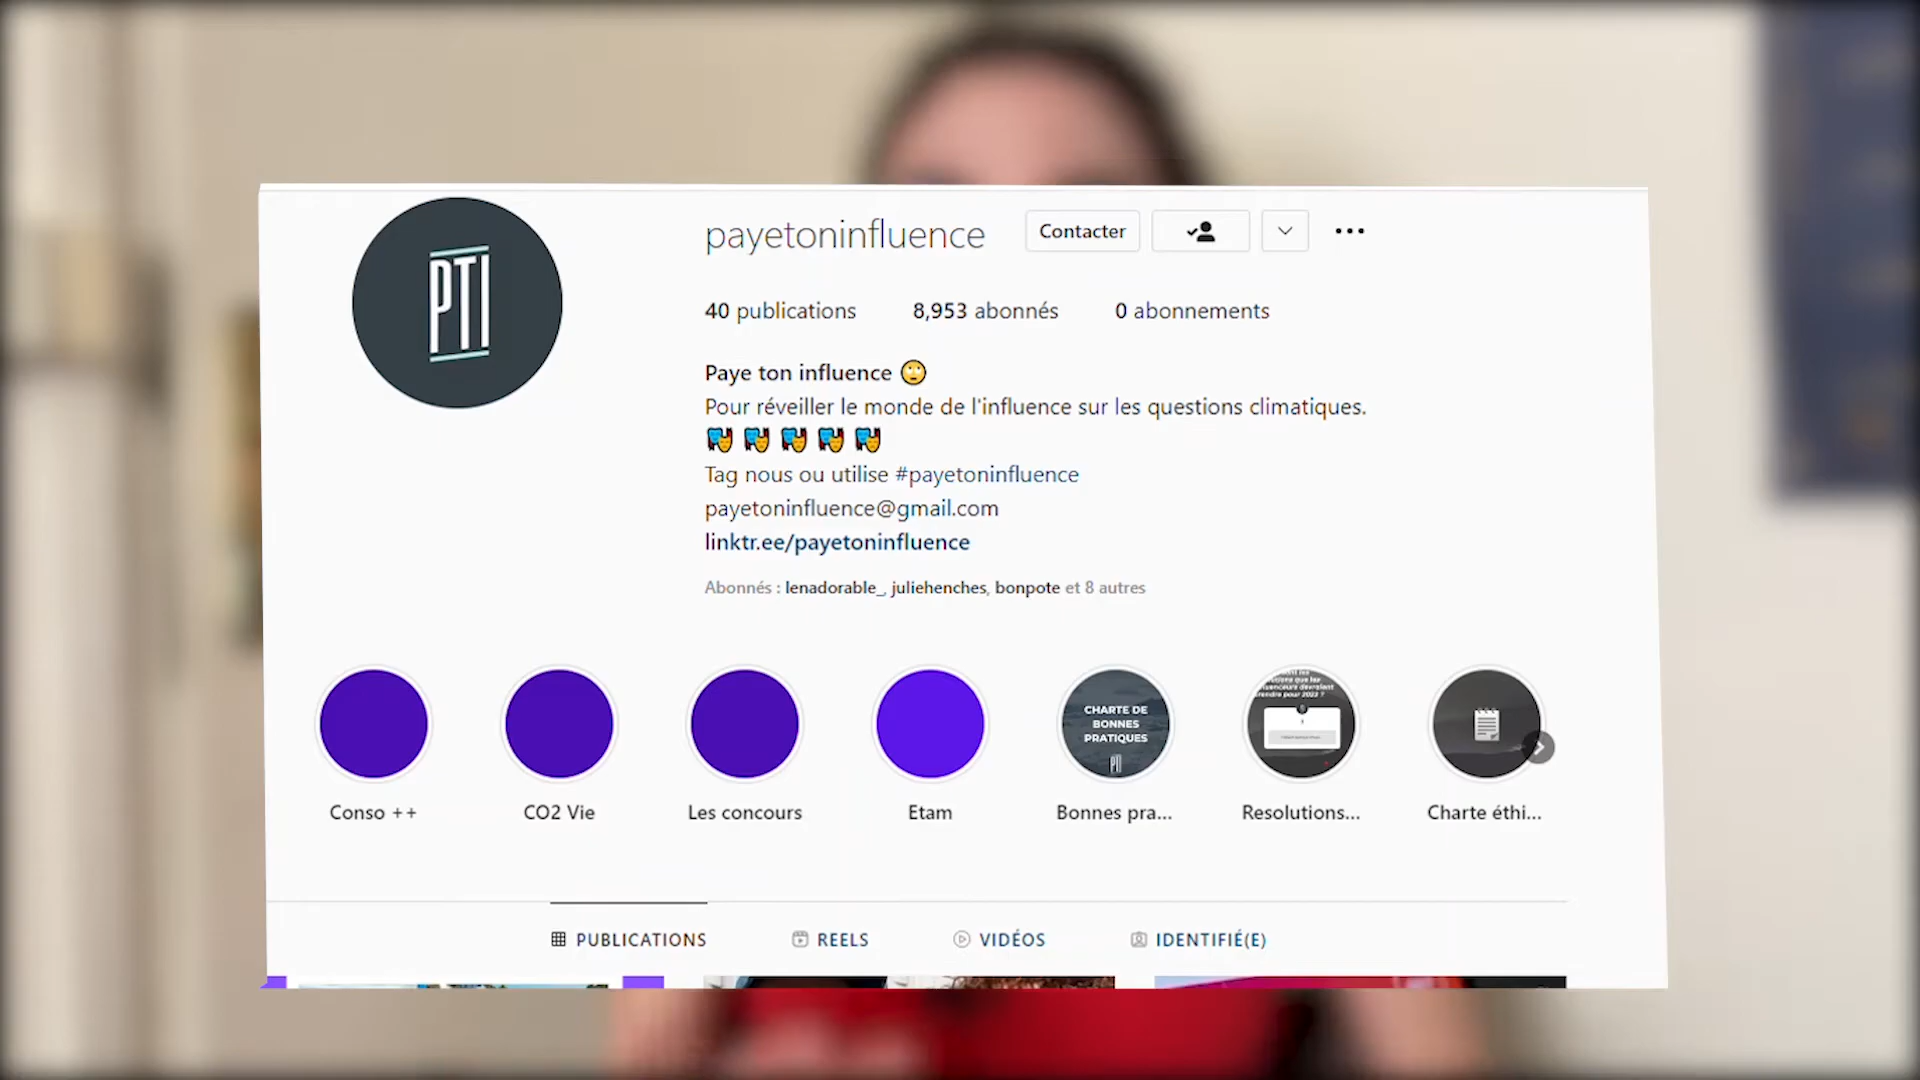 payetoninfluence
Contacter
40 publications
8,953 abonnés
0 abonnements
PTI
Paye ton influence
Pour réveiller le monde de l'influence sur les questions climatiques.
Tag nous ou utilise #payetoninfluence
payetoninfluence@gmail.com
linktr.ee/payetoninfluence
Abonnés : lenadorable_, juliehenches, bonpote et 8 autres
CHARTE DE
BONNES
PRATIQUES
PTI
Conso ++
CO2 Vie
Les concours
Etam
Bonnes pra...
Resolutions...
Charte éthi...
PUBLICATIONS
REELS
VIDÉOS
IDENTIFIÉ(E)